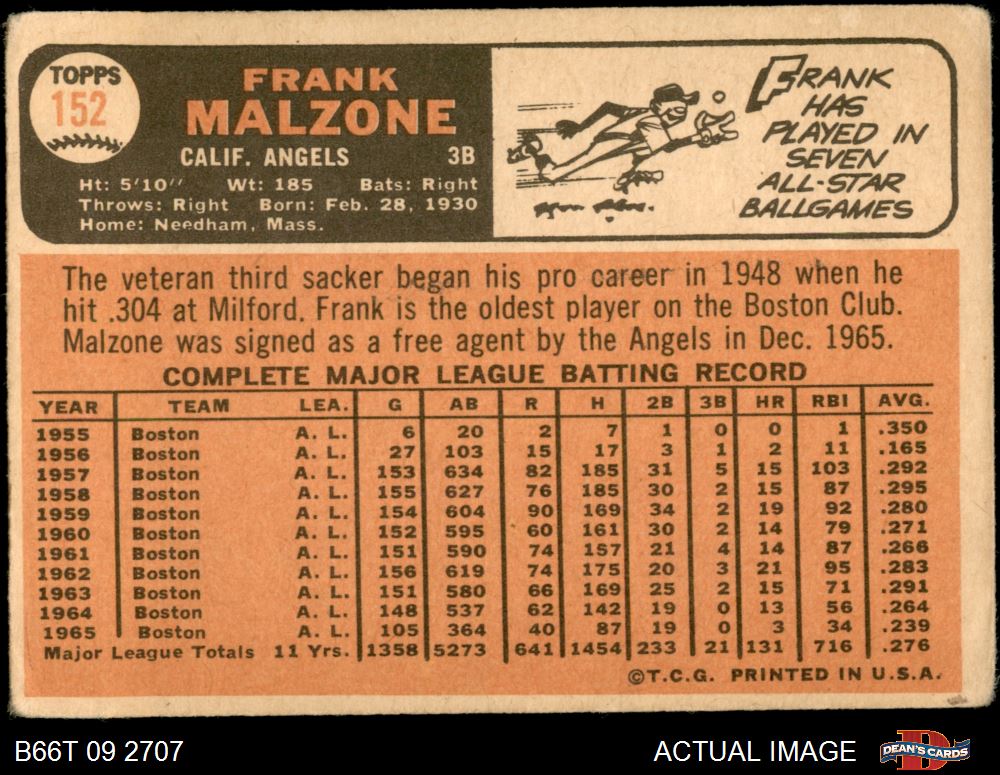 TOPPS
152
FRANK
MALZONE
CALIF. ANGELS 3B
Ht: 5'10" Wt: 185 Bats: Right
Throws: Right Born: Feb. 28, 1930
Home: Needham, Mass.
FRANK
HAS
PLAYED IN
SEVEN
ALL-STAR
BALLGAMES
The veteran third sacker began his pro career in 1948 when he
hit .304 at Milford. Frank is the oldest player on the Boston Club.
Malzone was signed as a free agent by the Angels in Dec. 1965.
COMPLETE MAJOR LEAGUE BATTING RECORD
YEAR TEAM LEA. G AB R H 2B 3B HR RBI AVG.
1955 Boston A. L. 6 20 2 7 1 0 0 1 .350
1956 Boston A. L. 27 103 15 17 3 1 2 11 .165
1957 Boston A. L. 153 634 82 185 31 5 15 103 .292
1958 Boston A. L. 155 627 76 185 30 2 15 87 .295
1959 Boston A. L. 154 604 90 169 34 2 19 92 .280
1960 Boston A. L. 152 595 60 161 30 2 14 79 .271
1961 Boston A. L. 151 590 74 157 21 4 14 87 .266
1962 Boston A. L. 156 619 74 175 20 3 21 95 .283
1963 Boston A. L. 151 580 66 169 25 2 15 71 .291
1964 Boston A. L. 148 537 62 142 19 0 13 56 .264
1965 Boston A. L. 105 364 40 87 19 0 3 34 .239
Major League Totals 11 Yrs. 1358 5273 641 1454 233 21 131 716 .276
©T.C.G. PRINTED IN U.S.A.
B66T 09 2707 ACTUAL IMAGE DEAN'S CARDS